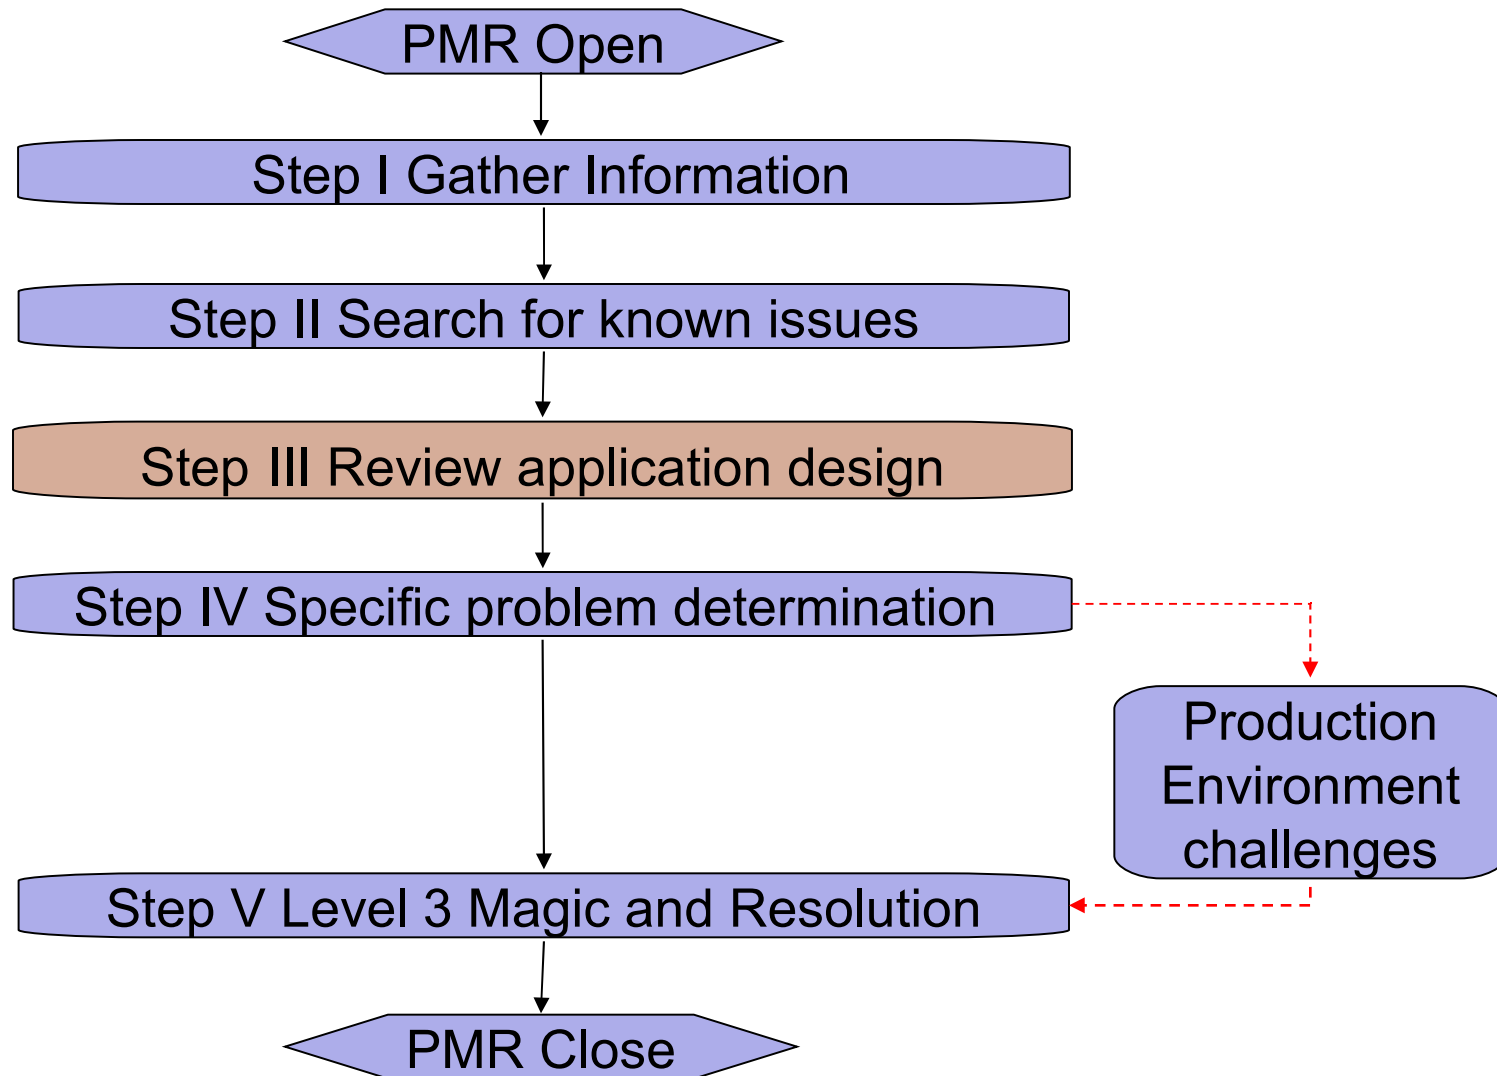 PMR Open
Step I Gather Information
Step II Search for known issues
Step III Review application design
Step IV Specific problem determination
Production
Environment
challenges
Step V Level 3 Magic and Resolution
PMR Close